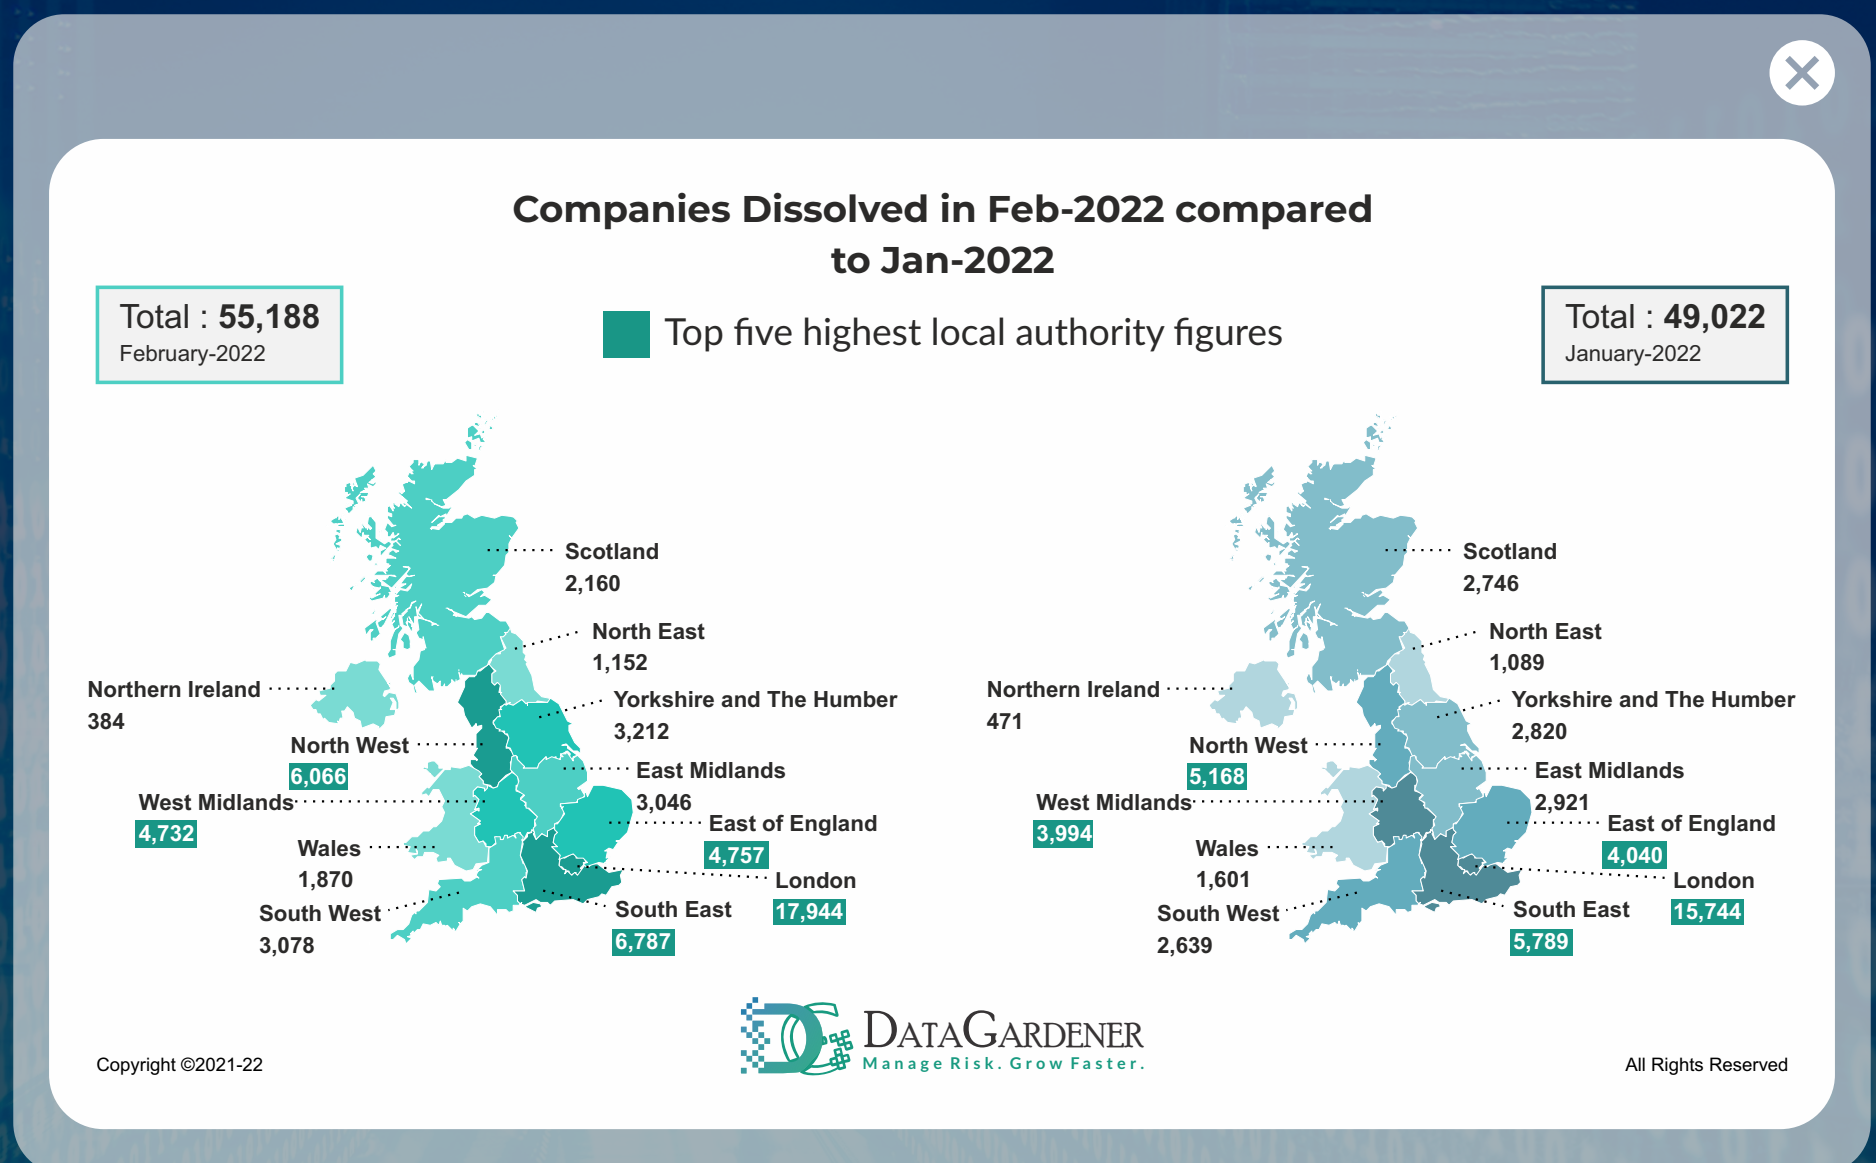 Companies Dissolved in Feb-2022 compared
to Jan-2022
Total : 55,188
February-2022
Top five highest local authority figures
Total : 49,022
January-2022
Scotland
2,160
North East
1,152
Northern Ireland
384
Yorkshire and The Humber
3,212
North West
6,066
East Midlands
3,046
West Midlands
4,732
East of England
4,757
Wales
1,870
London
17,944
South West
3,078
South East
6,787
Scotland
2,746
North East
1,089
Northern Ireland
471
Yorkshire and The Humber
2,820
North West
5,168
East Midlands
2,921
West Midlands
3,994
East of England
4,040
Wales
1,601
London
15,744
South West
2,639
South East
5,789
DATAGARDENER
Manage Risk. Grow Faster.
Copyright ©2021-22
All Rights Reserved